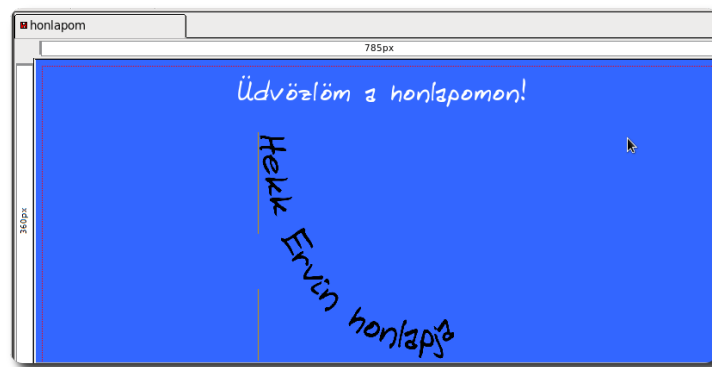 honlapom
785px
360px
Üdvözlöm a honlapomon!
Hekk Ervin honlapja